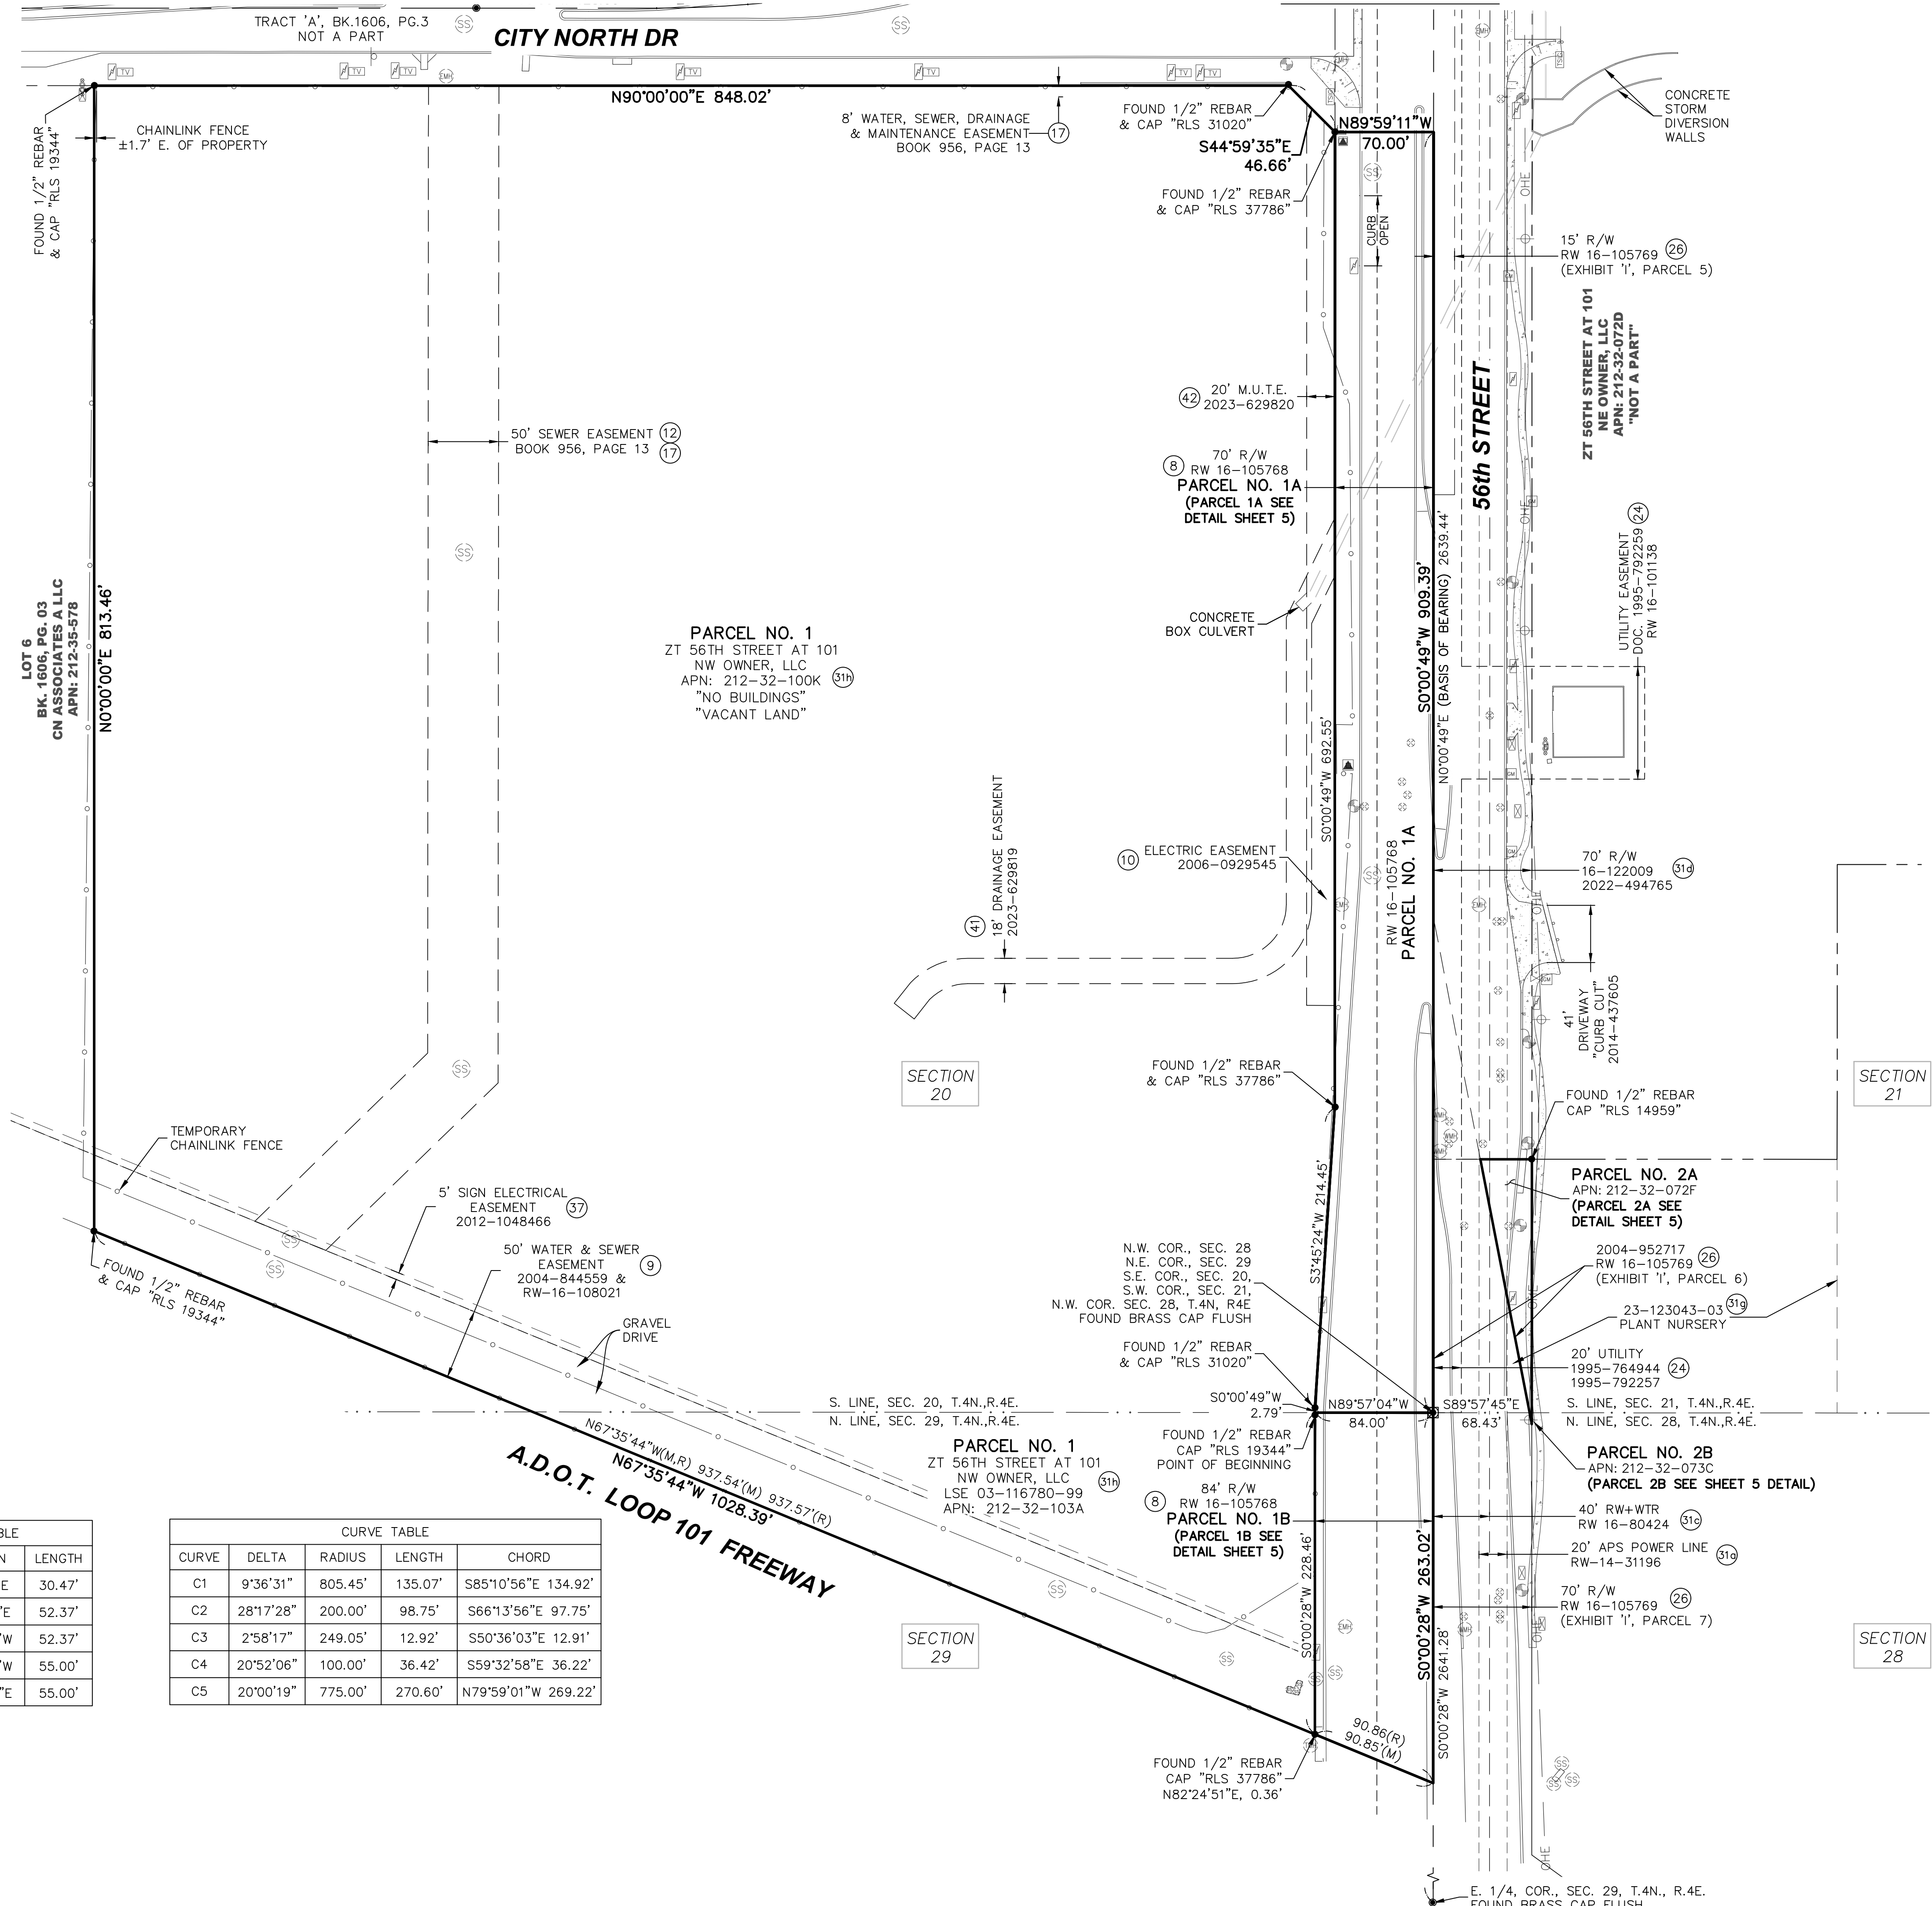 TRACT 'A', BK.1606, PG.3
NOT A PART
CITY NORTH DR
N90°00'00"E 848.02'
FOUND 1/2" REBAR
& CAP "RLS 19344"
CHAINLINK FENCE
±1.7' E. OF PROPERTY
8' WATER, SEWER, DRAINAGE
& MAINTENANCE EASEMENT 17
BOOK 956, PAGE 13
FOUND 1/2" REBAR
& CAP "RLS 31020"
N89°59'11"W
70.00'
S44°59'35"E
46.66'
FOUND 1/2" REBAR
& CAP "RLS 37786"
CURB
OPEN
CONCRETE
STORM
DIVERSION
WALLS
15' R/W
RW 16-105769 26
(EXHIBIT 'I', PARCEL 5)
ZT 56TH STREET AT 101
NE OWNER, LLC
APN: 212-32-072D
"NOT A PART"
56th STREET
42 20' M.U.T.E.
2023-629820
50' SEWER EASEMENT 12
BOOK 956, PAGE 13 17
70' R/W
8 RW 16-105768
PARCEL NO. 1A
(PARCEL 1A SEE
DETAIL SHEET 5)
UTILITY EASEMENT
DOC. 1995-792259 24
RW 16-101138
LOT 6
BK. 1606, PG. 03
CN ASSOCIATES A LLC
APN: 212-35-578
N0°00'00"E 813.46'
PARCEL NO. 1
ZT 56TH STREET AT 101
NW OWNER, LLC
APN: 212-32-100K 31h
"NO BUILDINGS"
"VACANT LAND"
CONCRETE
BOX CULVERT
S0°00'49"W 909.39'
N0°00'49"E (BASIS OF BEARING) 2639.44'
S0°00'49"W 692.55'
10 ELECTRIC EASEMENT
2006-0929545
RW 16-105768
PARCEL NO. 1A
70' R/W
16-122009 31d
2022-494765
41 18' DRAINAGE EASEMENT
2023-629819
41'
DRIVEWAY
"CURB CUT"
2014-437605
SECTION
20
FOUND 1/2" REBAR
& CAP "RLS 37786"
FOUND 1/2" REBAR
CAP "RLS 14959"
SECTION
21
TEMPORARY
CHAINLINK FENCE
5' SIGN ELECTRICAL
EASEMENT 37
2012-1048466
50' WATER & SEWER
EASEMENT 9
2004-844559 &
RW-16-108021
FOUND 1/2" REBAR
& CAP "RLS 19344"
GRAVEL
DRIVE
S3°45'24"W 214.45'
PARCEL NO. 2A
APN: 212-32-072F
(PARCEL 2A SEE
DETAIL SHEET 5)
N.W. COR., SEC. 28
N.E. COR., SEC. 29
S.E. COR., SEC. 20,
S.W. COR., SEC. 21,
N.W. COR. SEC. 28, T.4N, R4E
FOUND BRASS CAP FLUSH
2004-952717
RW 16-105769 26
(EXHIBIT 'I', PARCEL 6)
23-123043-03 31g
PLANT NURSERY
FOUND 1/2" REBAR
& CAP "RLS 31020"
20' UTILITY
1995-764944 24
1995-792257
S0°00'49"W
2.79'
N89°57'04"W
84.00'
S89°57'45"E
68.43'
S. LINE, SEC. 20, T.4N.,R.4E.
N. LINE, SEC. 29, T.4N.,R.4E.
S. LINE, SEC. 21, T.4N.,R.4E.
N. LINE, SEC. 28, T.4N.,R.4E.
FOUND 1/2" REBAR
CAP "RLS 19344"
POINT OF BEGINNING
N67°35'44"W(M,R) 937.54'(M) 937.57'(R)
N67°35'44"W 1028.39'
A.D.O.T. LOOP 101 FREEWAY
PARCEL NO. 1
ZT 56TH STREET AT 101
NW OWNER, LLC 31h
LSE 03-116780-99
APN: 212-32-103A
PARCEL NO. 2B
APN: 212-32-073C
(PARCEL 2B SEE SHEET 5 DETAIL)
84' R/W
8 RW 16-105768
PARCEL NO. 1B
(PARCEL 1B SEE
DETAIL SHEET 5)
40' RW+WTR
RW 16-80424 31c
20' APS POWER LINE
RW-14-31196 31a
70' R/W
RW 16-105769 26
(EXHIBIT 'I', PARCEL 7)
S0°00'28"W 228.46'
S0°00'28"W 263.02'
S0°00'28"W 2641.28'
SECTION
29
SECTION
28
BLE
N LENGTH
E 30.47'
"E 52.37'
"W 52.37'
"W 55.00'
"E 55.00'
CURVE TABLE
CURVE DELTA RADIUS LENGTH CHORD
C1 9°36'31" 805.45' 135.07' S85°10'56"E 134.92'
C2 28°17'28" 200.00' 98.75' S66°13'56"E 97.75'
C3 2°58'17" 249.05' 12.92' S50°36'03"E 12.91'
C4 20°52'06" 100.00' 36.42' S59°32'58"E 36.22'
C5 20°00'19" 775.00' 270.60' N79°59'01"W 269.22'
90.86(R)
90.85'(M)
FOUND 1/2" REBAR
CAP "RLS 37786"
N82°24'51"E, 0.36'
E. 1/4, COR., SEC. 29, T.4N., R.4E.
FOUND BRASS CAP FLUSH